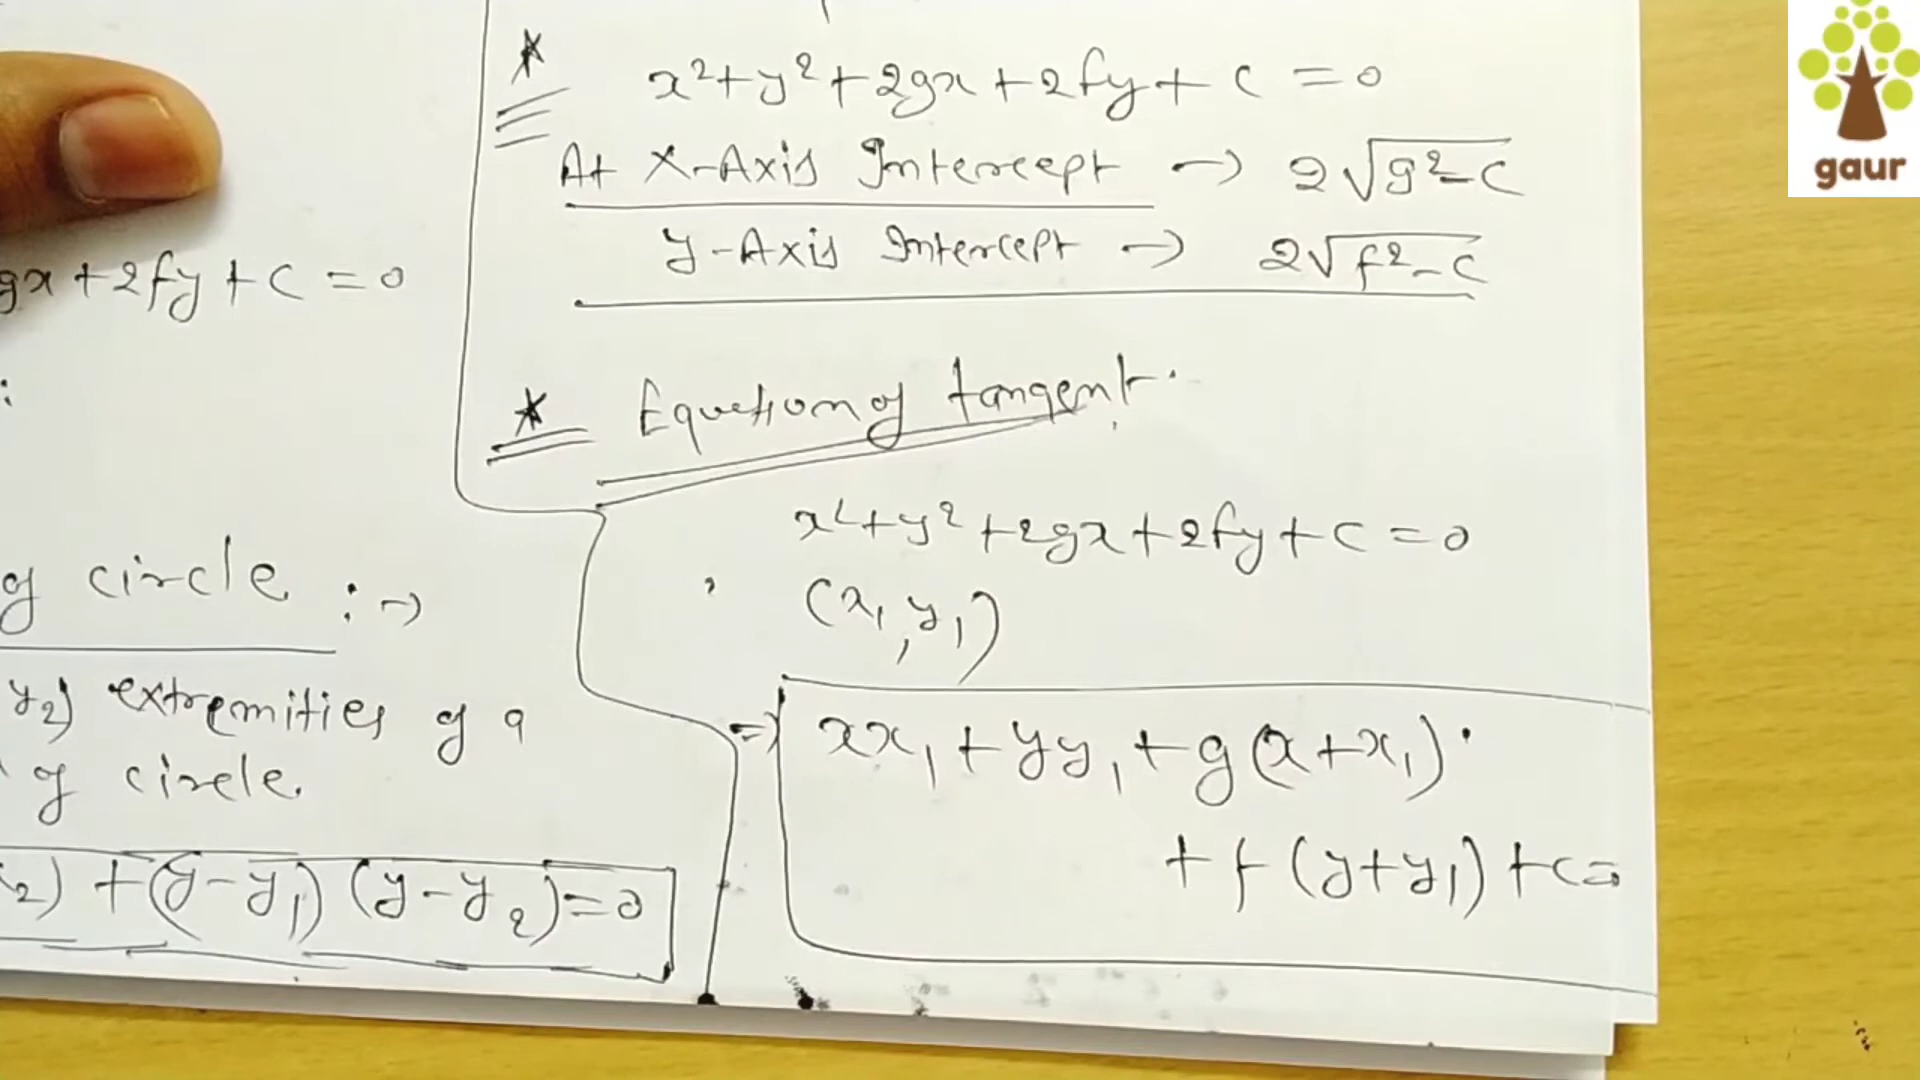 gx + 2fy + c = 0
:
of circle :→
y₂) extremities of a
of circle.
x₂) + (y - y₁) (y - y₂) = 0
* x² + y² + 2gx + 2fy + c = 0
At X-Axis Intercept → 2√g² - c
y-Axis Intercept → 2√f² - c
* Equation of tangent.
x² + y² + 2gx + 2fy + c = 0
, (x₁, y₁)
⇒ xx₁ + yy₁ + g(x + x₁)
+ f (y + y₁) + c =
gaur